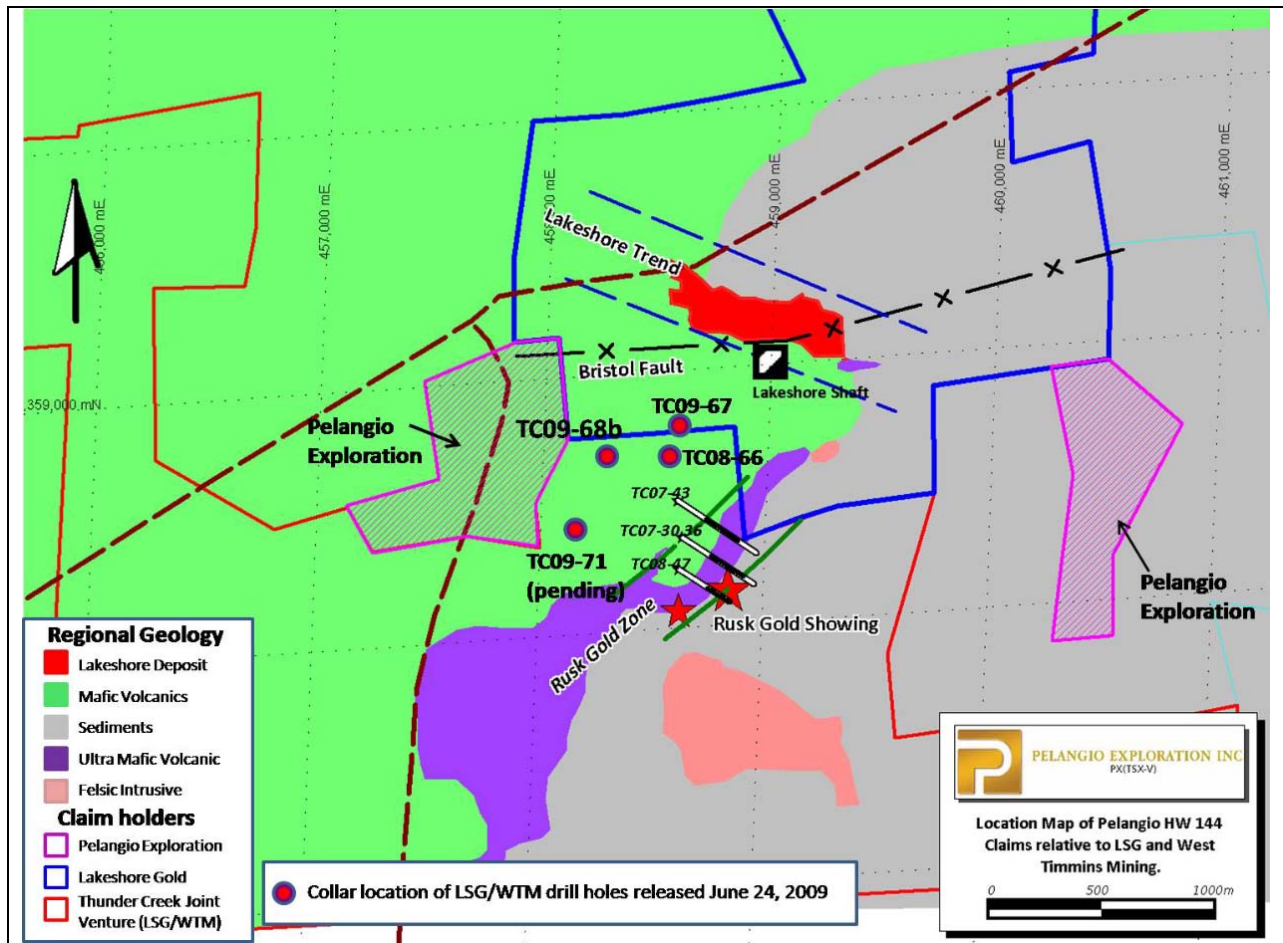 456,000 mE
457,000 mE
458,000 mE
459,000 mE
460,000 mE
461,000 mE
Lakeshore Trend
Bristol Fault
Lakeshore Shaft
359,000 mN
Pelangio
Exploration
TC09-67
TC09-68b
TC08-66
TC07-43
TC07-30,36
TC08-47
TC09-71
(pending)
Rusk Gold Zone
Rusk Gold Showing
Pelangio
Exploration
Regional Geology
Lakeshore Deposit
Mafic Volcanics
Sediments
Ultra Mafic Volcanic
Felsic Intrusive
Claim holders
Pelangio Exploration
Lakeshore Gold
Thunder Creek Joint
Venture (LSG/WTM)
Collar location of LSG/WTM drill holes released June 24, 2009
P
PELANGIO EXPLORATION INC
PX(TSX-V)
Location Map of Pelangio HW 144
Claims relative to LSG and West
Timmins Mining.
0 500 1000m